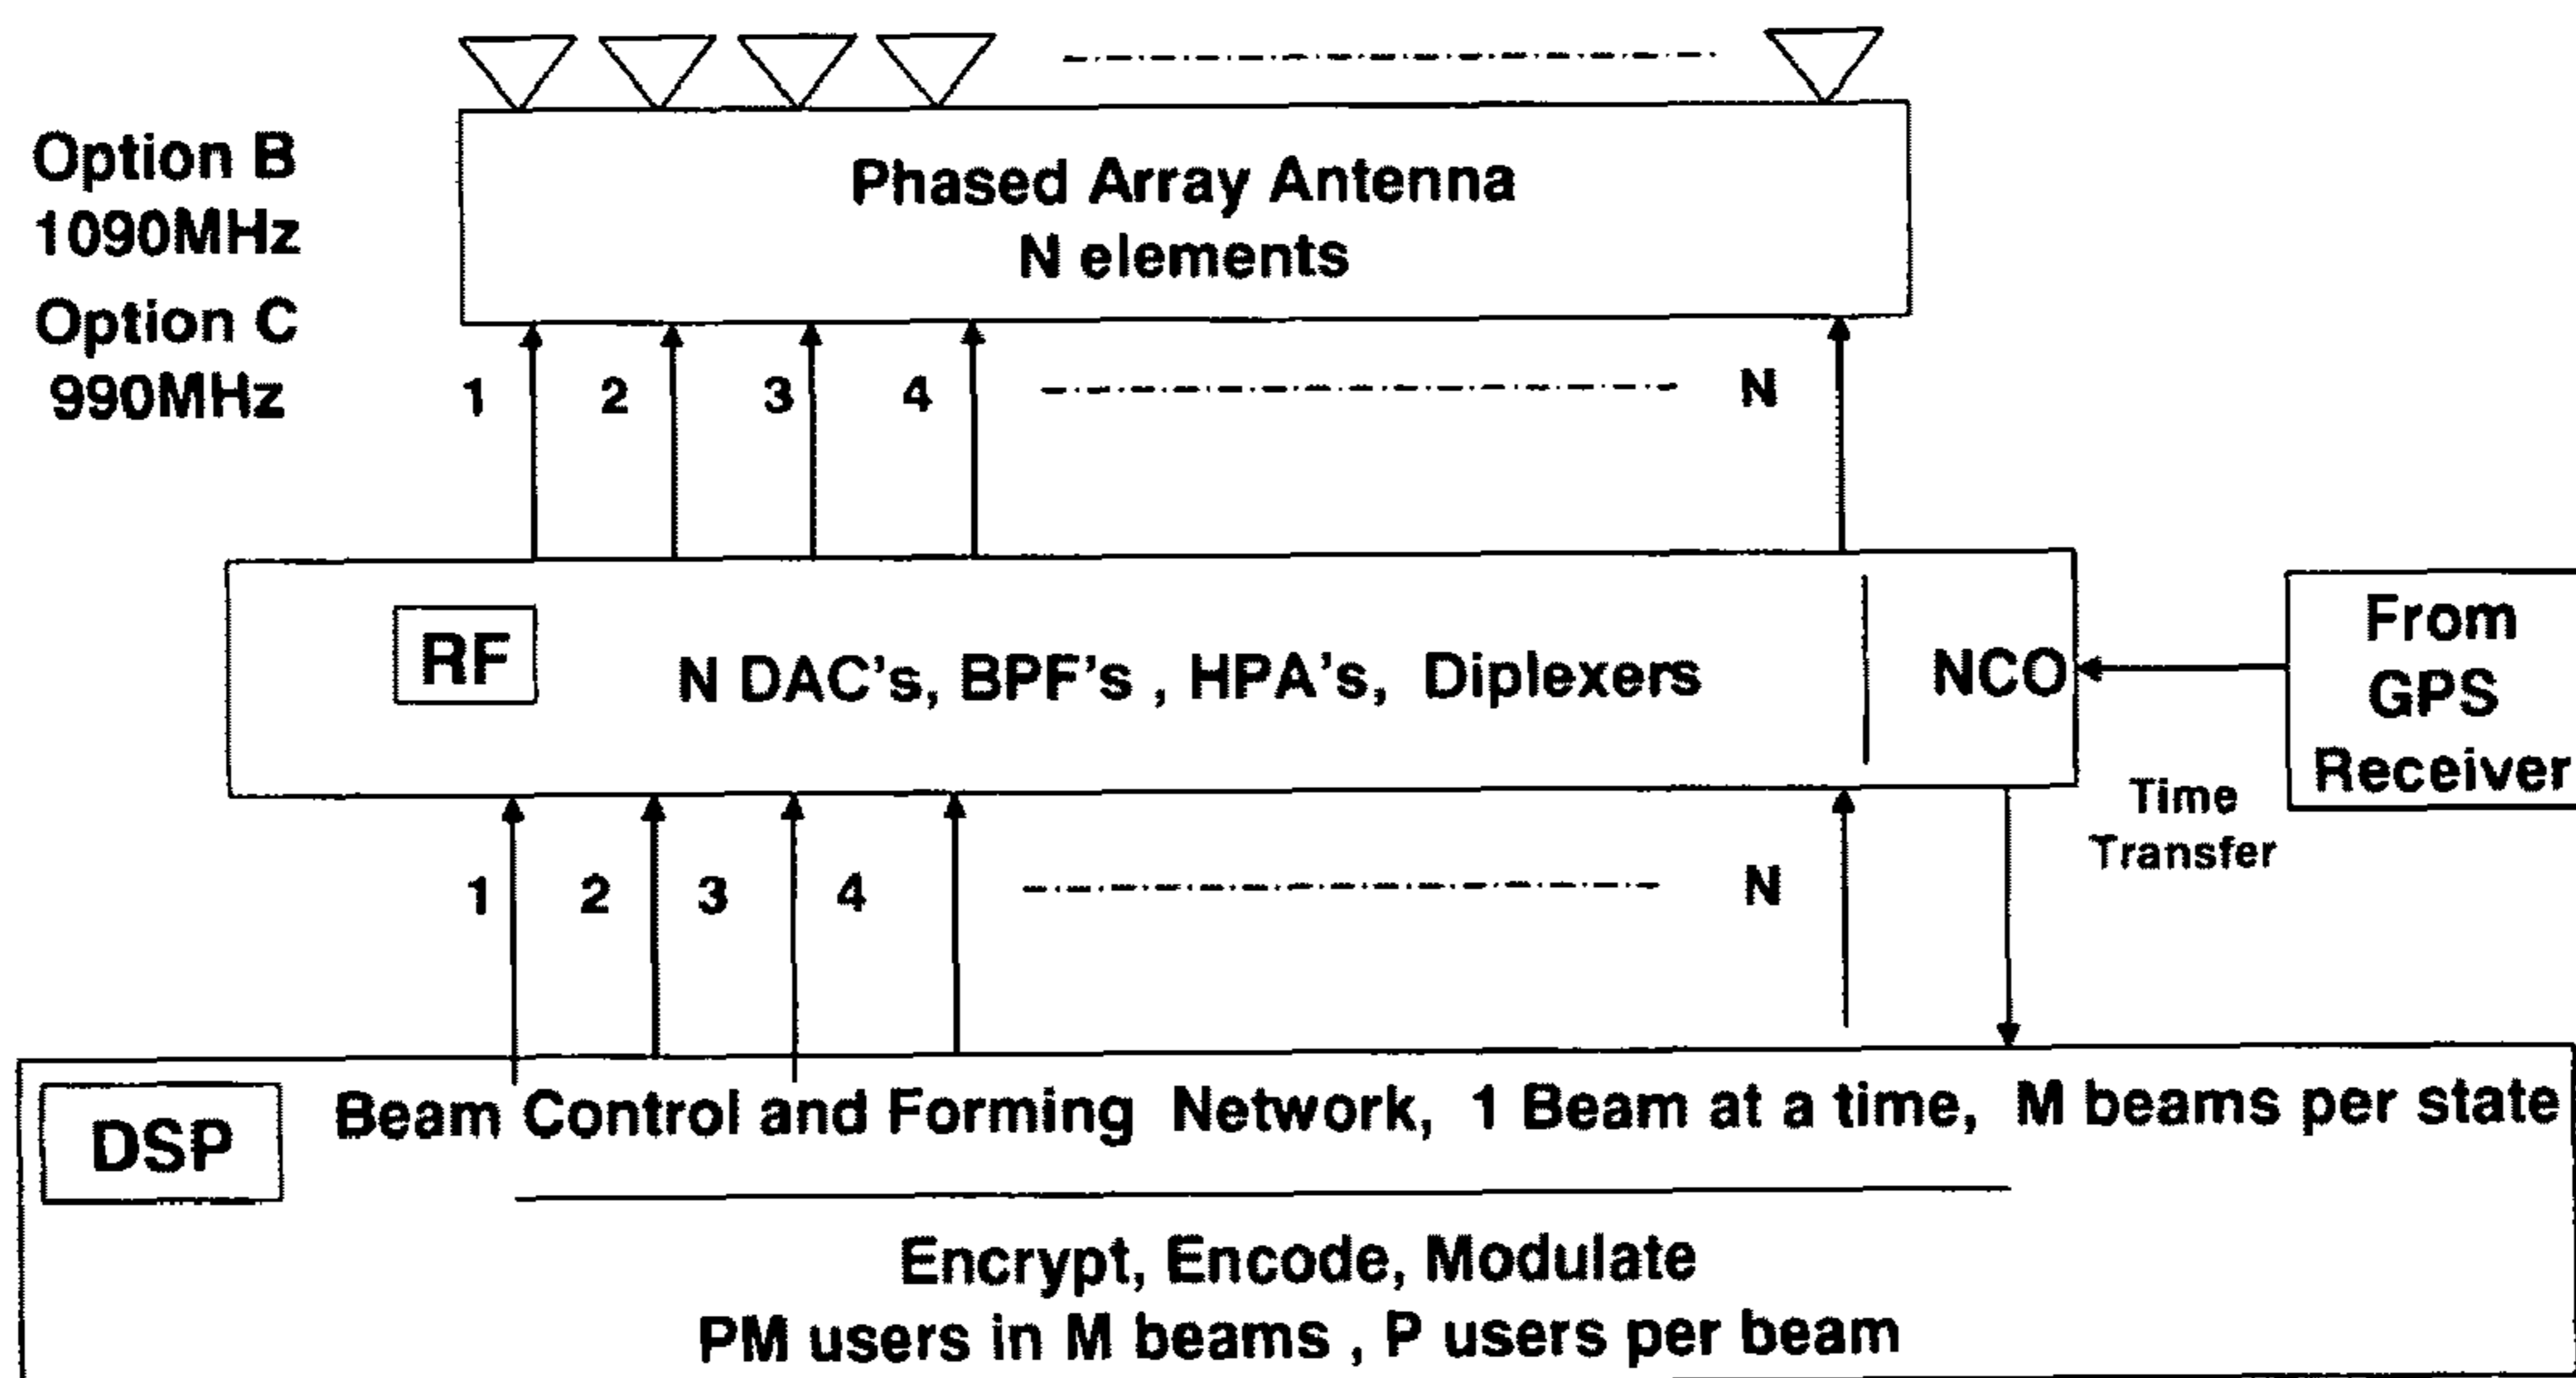 Option B
1090MHz
Option C
990MHz
Phased Array Antenna
N elements
1 2 3 4 N
RF
N DAC's, BPF's , HPA's, Diplexers
NCO
From
GPS
Receiver
Time
Transfer
1 2 3 4 N
DSP
Beam Control and Forming Network, 1 Beam at a time, M beams per state
Encrypt, Encode, Modulate
PM users in M beams , P users per beam